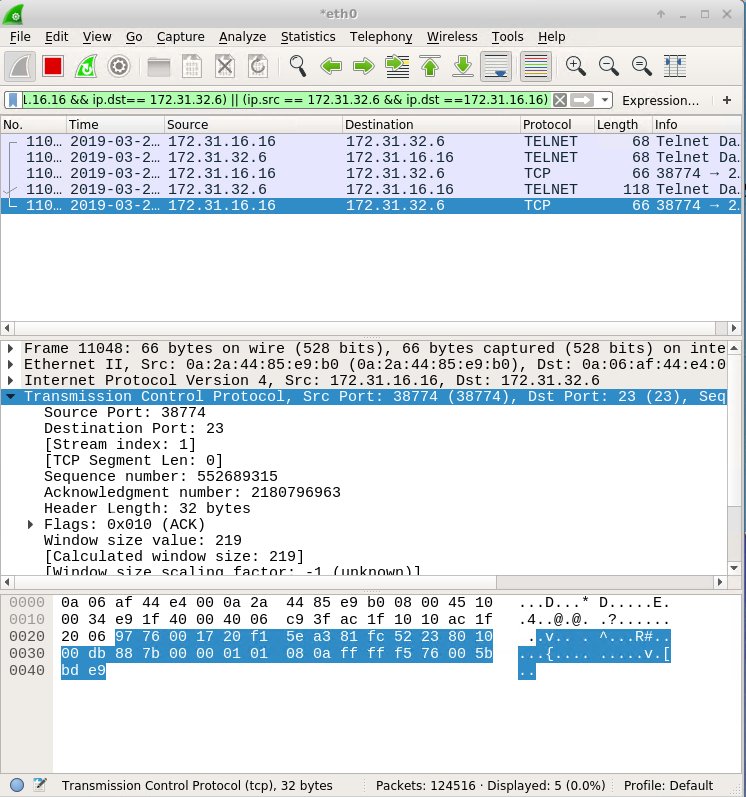 *eth0
File Edit View Go Capture Analyze Statistics Telephony Wireless Tools Help
1.16.16 && ip.dst== 172.31.32.6) || (ip.src == 172.31.32.6 && ip.dst ==172.31.16.16) Expression... +
No. Time Source Destination Protocol Length Info
110... 2019-03-2... 172.31.16.16 172.31.32.6 TELNET 68 Telnet Da...
110... 2019-03-2... 172.31.32.6 172.31.16.16 TELNET 68 Telnet Da...
110... 2019-03-2... 172.31.16.16 172.31.32.6 TCP 66 38774 → 2...
110... 2019-03-2... 172.31.32.6 172.31.16.16 TELNET 118 Telnet Da...
110... 2019-03-2... 172.31.16.16 172.31.32.6 TCP 66 38774 → 2...
Frame 11048: 66 bytes on wire (528 bits), 66 bytes captured (528 bits) on inte
Ethernet II, Src: 0a:2a:44:85:e9:b0 (0a:2a:44:85:e9:b0), Dst: 0a:06:af:44:e4:0
Internet Protocol Version 4, Src: 172.31.16.16, Dst: 172.31.32.6
Transmission Control Protocol, Src Port: 38774 (38774), Dst Port: 23 (23), Seq
Source Port: 38774
Destination Port: 23
[Stream index: 1]
[TCP Segment Len: 0]
Sequence number: 552689315
Acknowledgment number: 2180796963
Header Length: 32 bytes
Flags: 0x010 (ACK)
Window size value: 219
[Calculated window size: 219]
[Window size scaling factor: -1 (unknown)]
0000 0a 06 af 44 e4 00 0a 2a 44 85 e9 b0 08 00 45 10 ...D...* D.....E.
0010 00 34 e9 1f 40 00 40 06 c9 3f ac 1f 10 10 ac 1f .4..@.@. .?......
0020 20 06 97 76 00 17 20 f1 5e a3 81 fc 52 23 80 10 ..v.. . ^...R#..
0030 00 db 88 7b 00 00 01 01 08 0a ff ff f5 76 00 5b ...{.... .....v.[
0040 bd e9 ..
Transmission Control Protocol (tcp), 32 bytes Packets: 124516 · Displayed: 5 (0.0%) Profile: Default